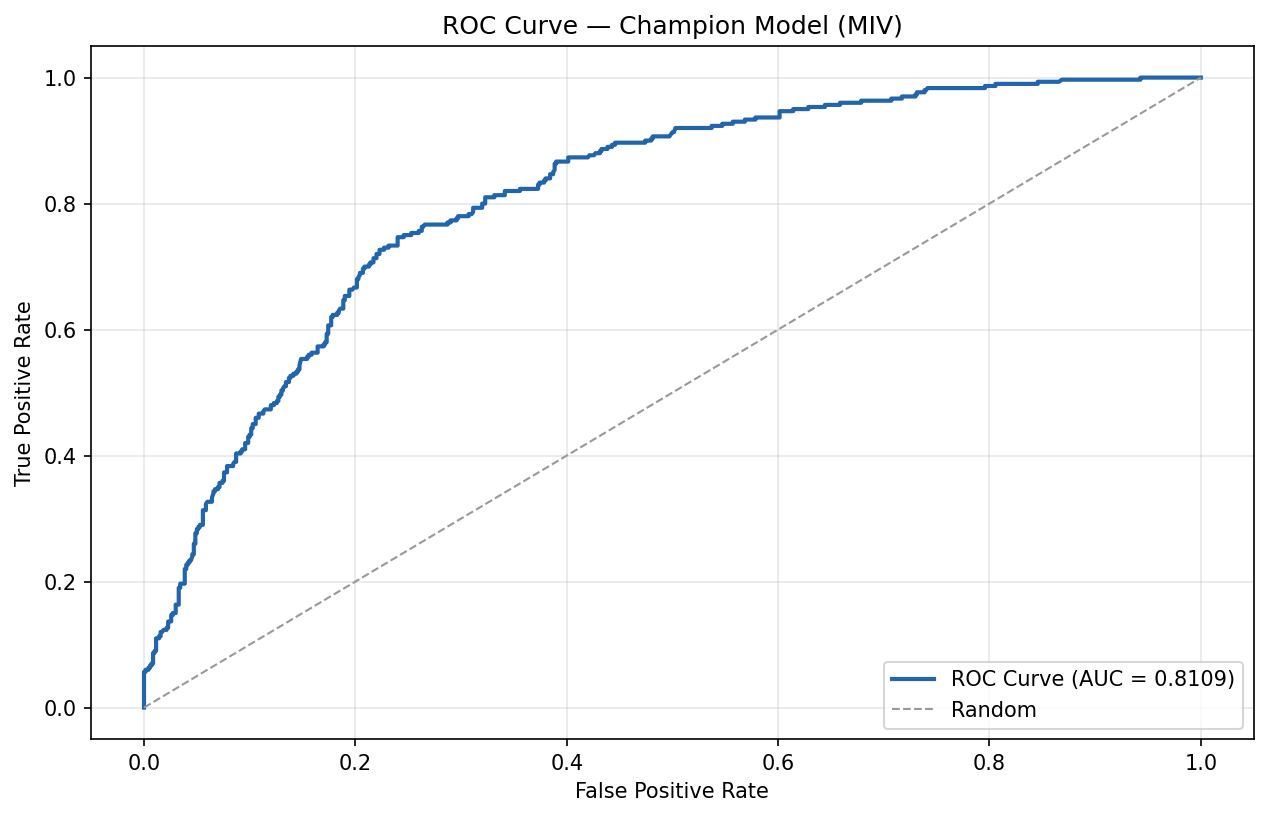 ROC Curve — Champion Model (MIV)
True Positive Rate
1.0
0.8
0.6
0.4
0.2
0.0
ROC Curve (AUC = 0.8109)
Random
0.0 0.2 0.4 0.6 0.8 1.0
False Positive Rate